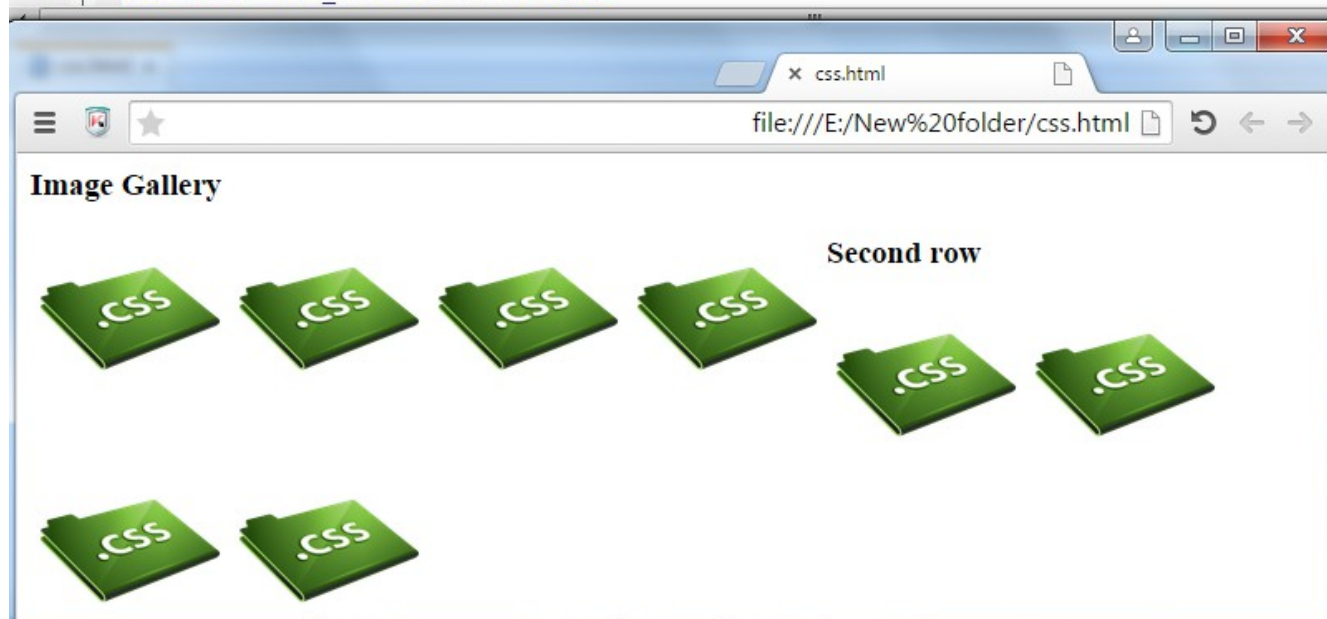 css.html
file:///E:/New%20folder/css.html
Image Gallery
Second row
.CSS .CSS .CSS .CSS
.CSS .CSS
.CSS .CSS